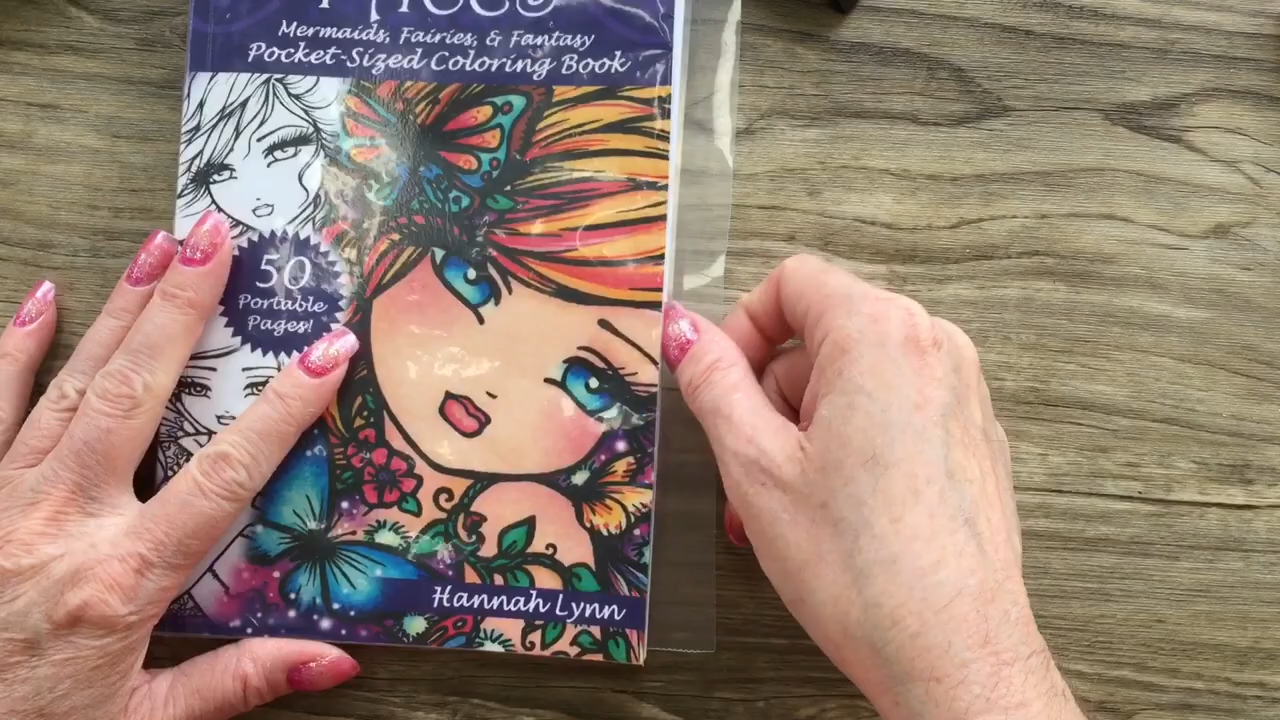 Mermaids, Fairies, & Fantasy
Pocket-Sized Coloring Book
50
Portable
Pages!
Hannah Lynn